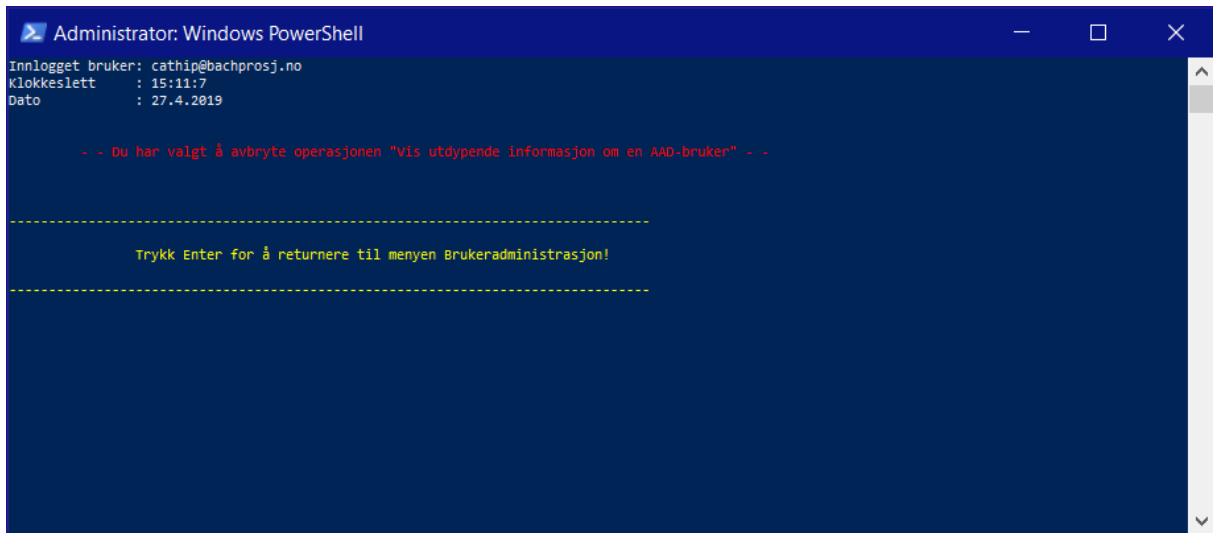 Administrator: Windows PowerShell
Innlogget bruker: cathip@bachprosj.no
Klokkeslett     : 15:11:7
Dato            : 27.4.2019
- - Du har valgt å avbryte operasjonen "Vis utdypende informasjon om en AAD-bruker" - -
---------------------------------------------------------------------------------
Trykk Enter for å returnere til menyen Brukeradministrasjon!
---------------------------------------------------------------------------------